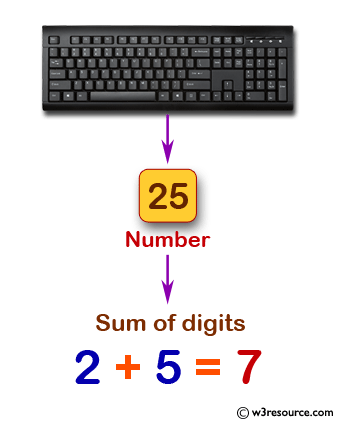 25
Number
Sum of digits
2 + 5 = 7
© w3resource.com